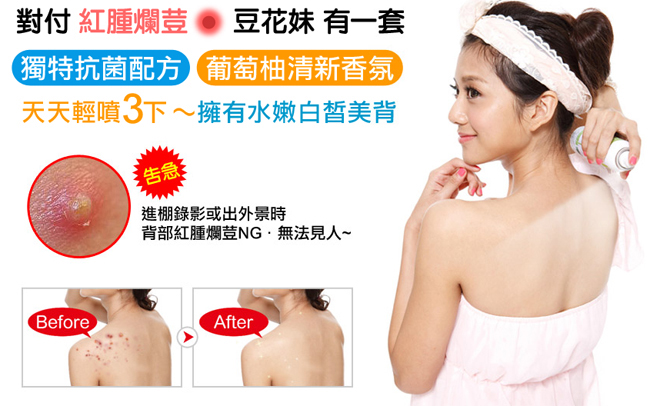 對付 紅腫爛荳 豆花妹 有一套
獨特抗菌配方 葡萄柚清新香氛
天天輕噴3下～擁有水嫩白皙美背
告急
進棚錄影或出外景時
背部紅腫爛荳NG，無法見人~
Before After